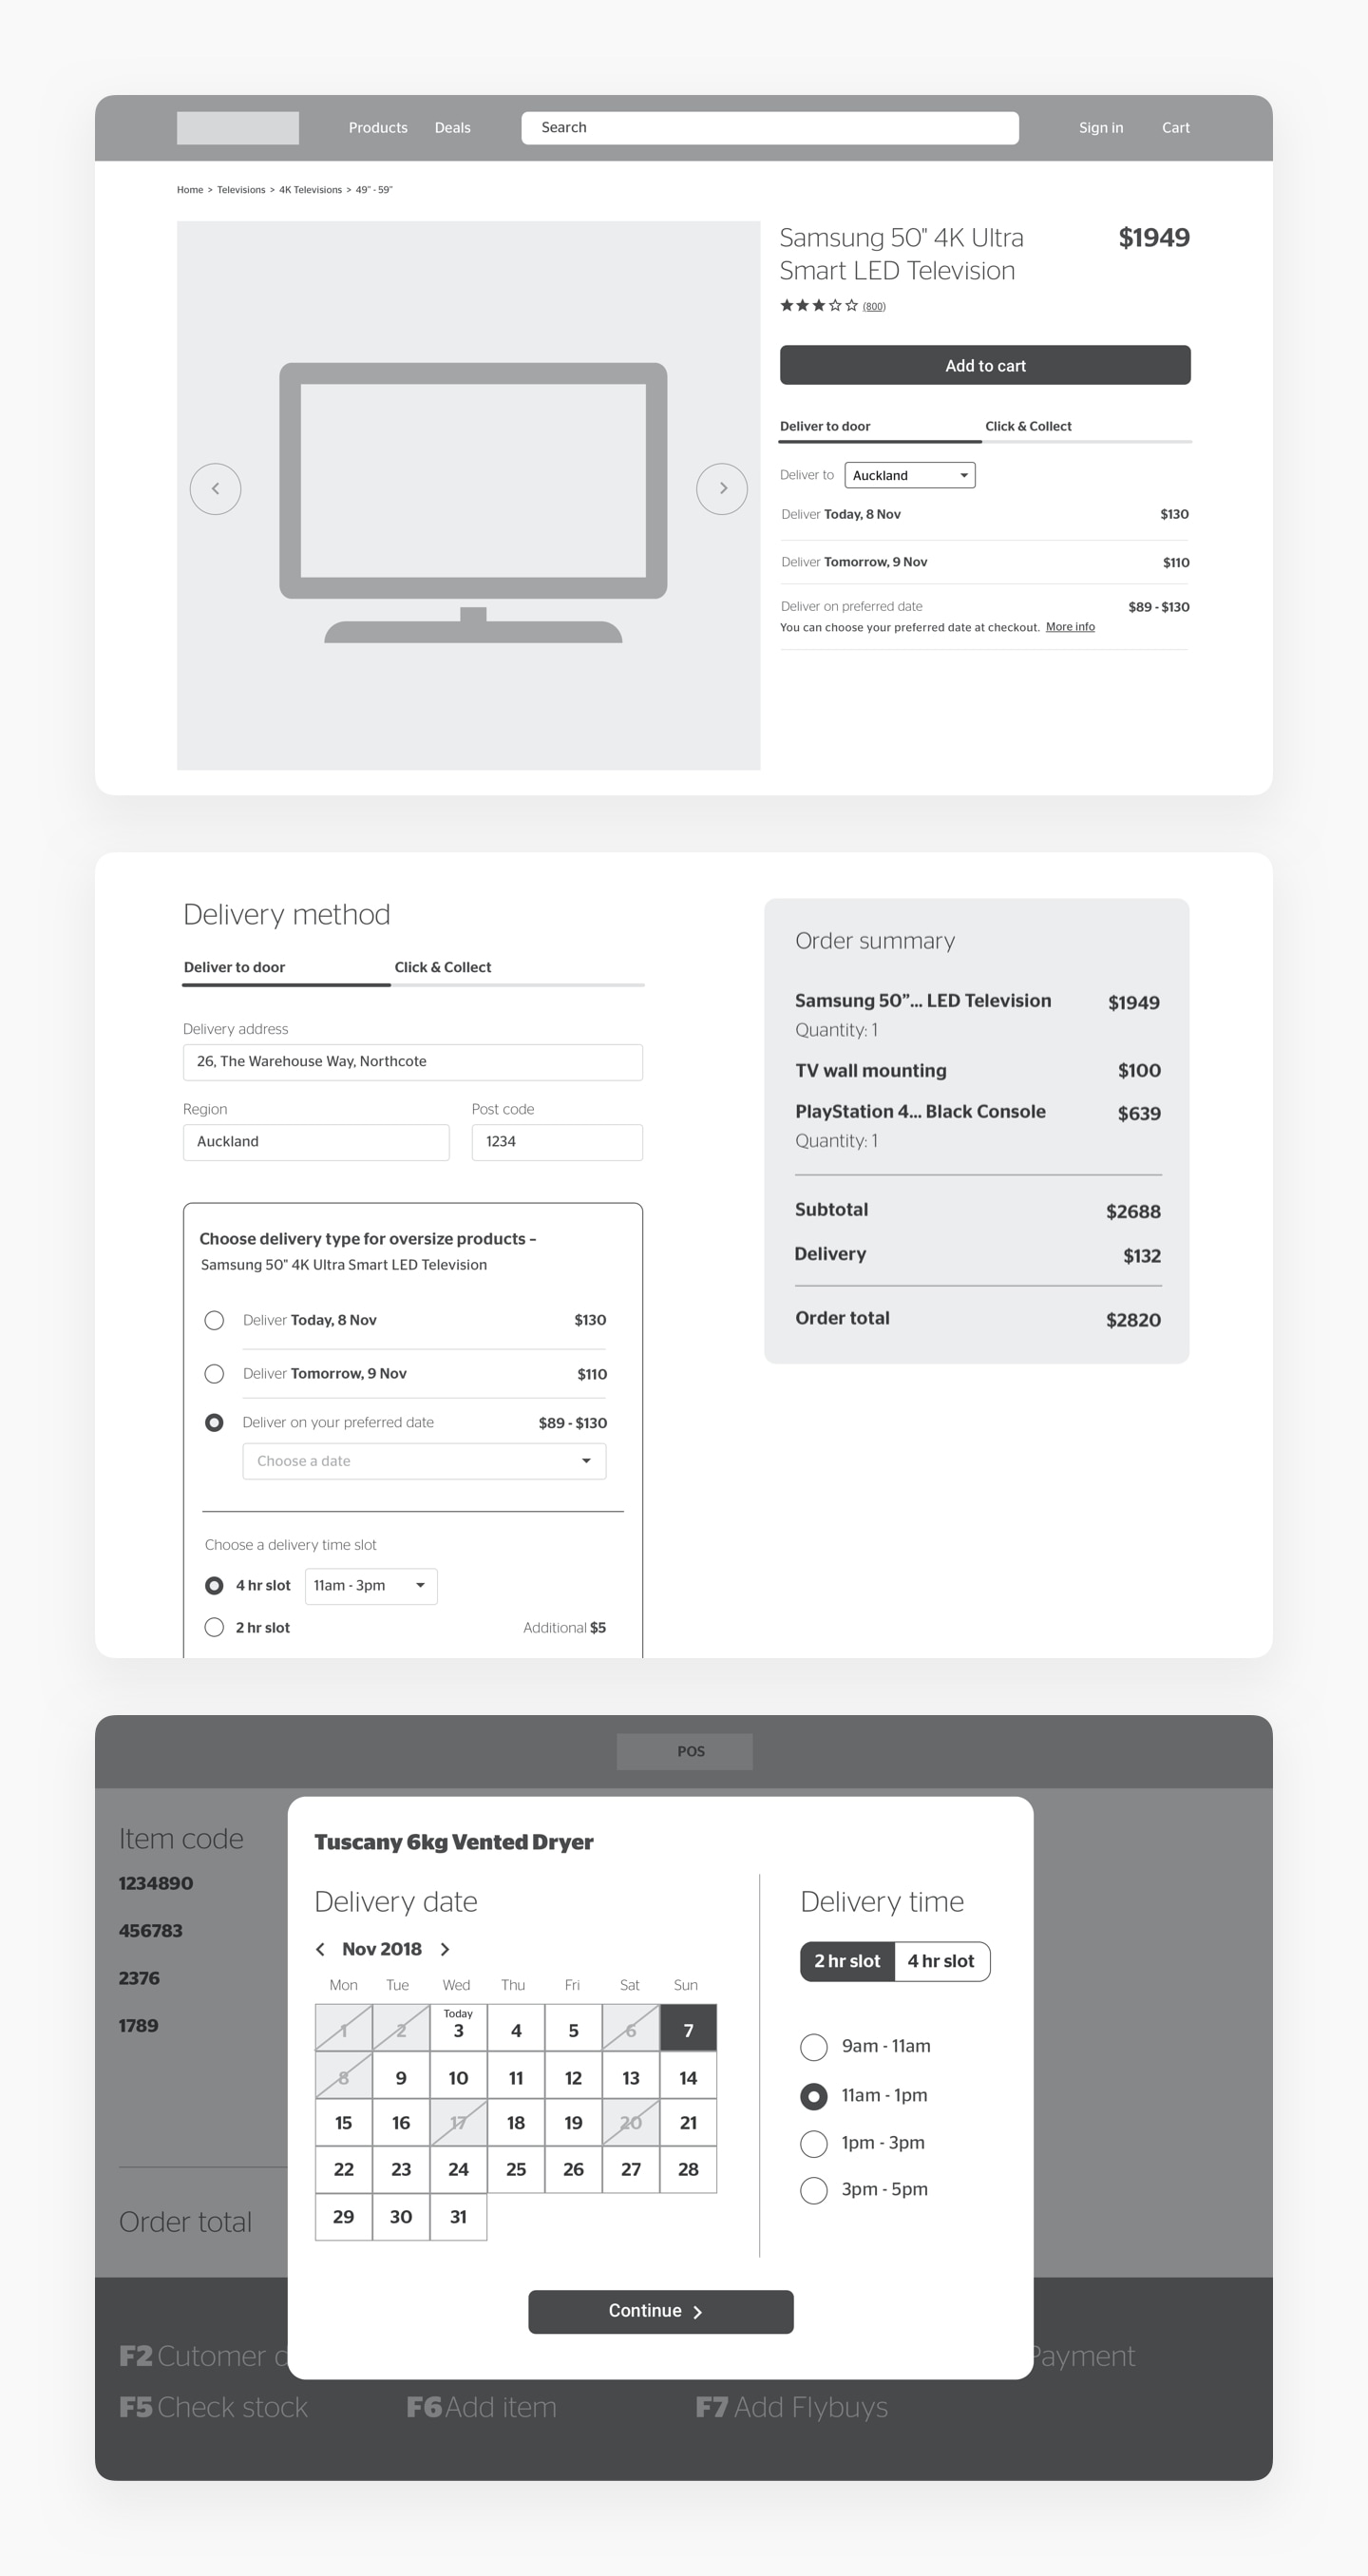 Products Deals Search Sign in Cart
Home > Televisions > 4K Televisions > 49" - 59"
Samsung 50" 4K Ultra
Smart LED Television
$1949
(800)
Add to cart
Deliver to door Click & Collect
Deliver to Auckland
Deliver Today, 8 Nov $130
Deliver Tomorrow, 9 Nov $110
Deliver on preferred date $89 - $130
You can choose your preferred date at checkout. More info
Delivery method
Deliver to door Click & Collect
Delivery address
26, The Warehouse Way, Northcote
Region Post code
Auckland 1234
Choose delivery type for oversize products -
Samsung 50" 4K Ultra Smart LED Television
Deliver Today, 8 Nov $130
Deliver Tomorrow, 9 Nov $110
Deliver on your preferred date $89 - $130
Choose a date
Choose a delivery time slot
4 hr slot 11am - 3pm
2 hr slot Additional $5
Order summary
Samsung 50”... LED Television $1949
Quantity: 1
TV wall mounting $100
PlayStation 4... Black Console $639
Quantity: 1
Subtotal $2688
Delivery $132
Order total $2820
POS
Item code
1234890
456783
2376
1789
Order total
Tuscany 6kg Vented Dryer
Delivery date
Nov 2018
Mon Tue Wed Thu Fri Sat Sun
Today
1 2 3 4 5 6 7
8 9 10 11 12 13 14
15 16 17 18 19 20 21
22 23 24 25 26 27 28
29 30 31
Delivery time
2 hr slot 4 hr slot
9am - 11am
11am - 1pm
1pm - 3pm
3pm - 5pm
Continue
F2 Cutomer Payment
F5 Check stock F6 Add item F7 Add Flybuys